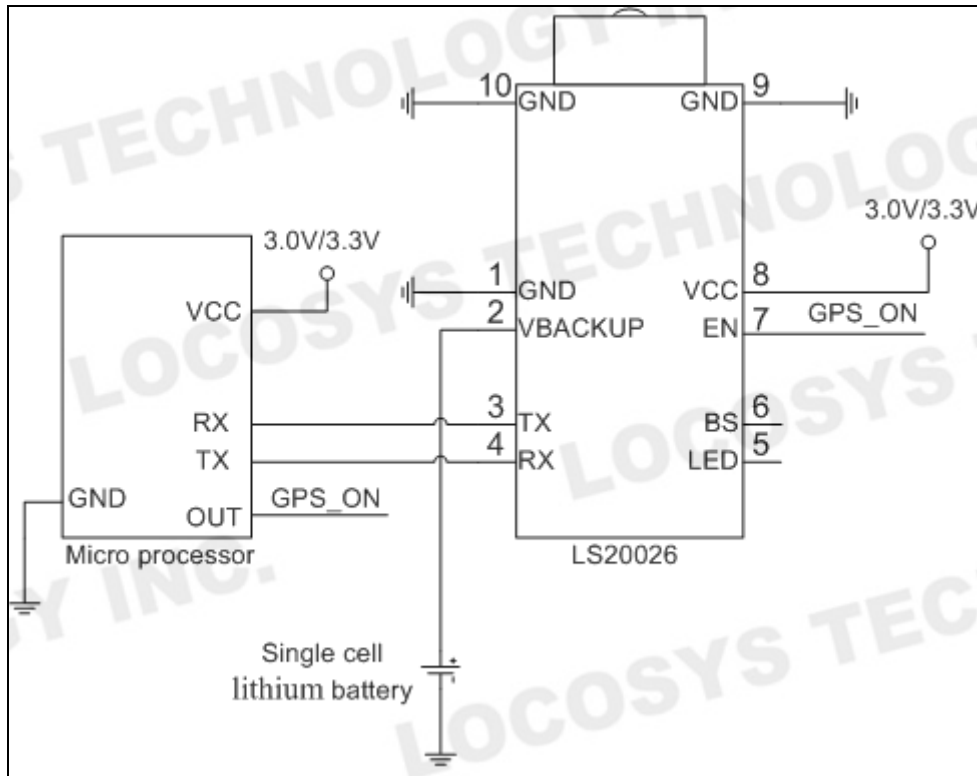 LOCOSYS TECHNOLOGY INC.
10
GND
GND
9
3.0V/3.3V
3.0V/3.3V
1
GND
VCC
8
VCC
2
VBACKUP
EN
7
GPS_ON
RX
3
TX
BS
6
TX
4
RX
LED
5
GND
OUT
GPS_ON
Micro processor
LS20026
Single cell
+
lithium battery
-